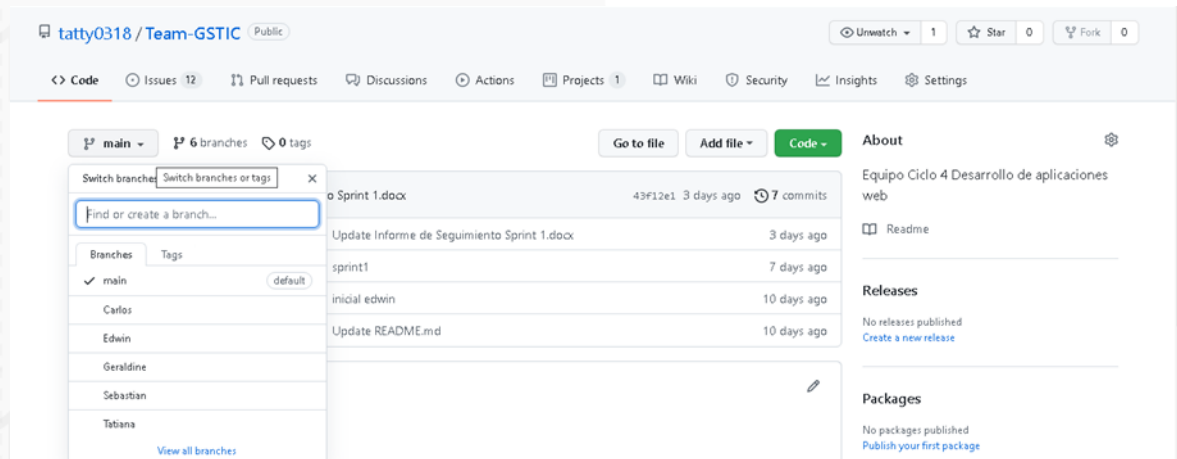 tatty0318 / Team-GSTIC Public
Unwatch 1 Star 0 Fork 0
<> Code Issues 12 Pull requests Discussions Actions Projects 1 Wiki Security Insights Settings
main 6 branches 0 tags Go to file Add file Code
About
Equipo Ciclo 4 Desarrollo de aplicaciones
web
Readme
Releases
No releases published
Create a new release
Packages
No packages published
Publish your first package
Switch branches Switch branches or tags
Find or create a branch...
Branches Tags
main default
Carlos
Edwin
Geraldine
Sebastian
Tatiana
View all branches
o Sprint 1.docx 43f12e1 3 days ago 7 commits
Update Informe de Seguimiento Sprint 1.docx 3 days ago
sprint1 7 days ago
inicial edwin 10 days ago
Update README.md 10 days ago